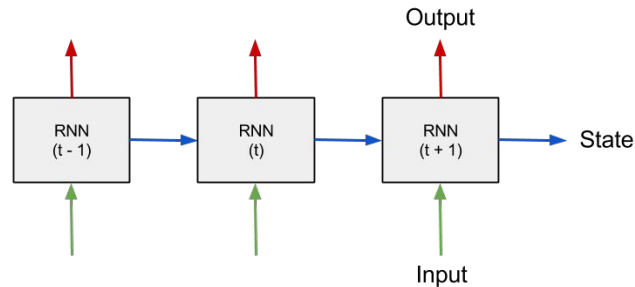 Output
RNN
(t - 1)
RNN
(t)
RNN
(t + 1)
State
Input